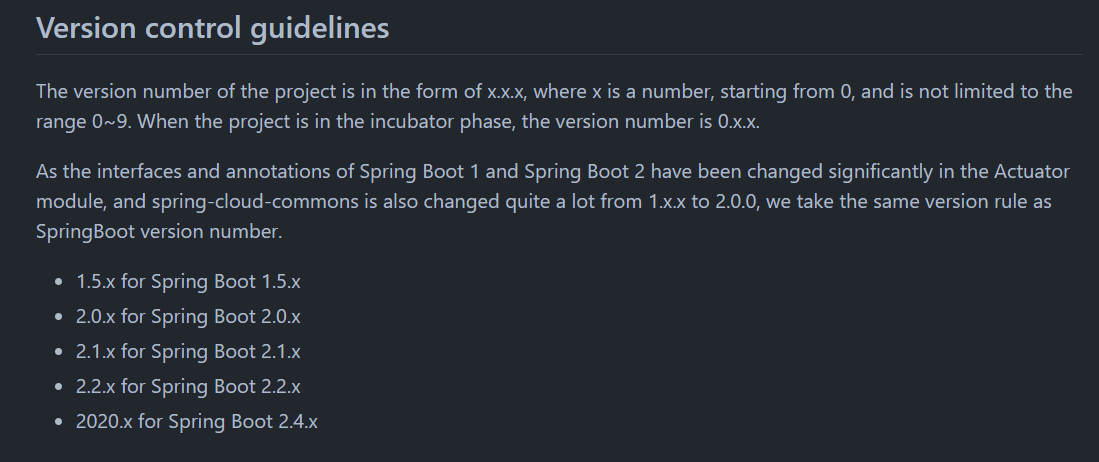 Version control guidelines
The version number of the project is in the form of x.x.x, where x is a number, starting from 0, and is not limited to the
range 0~9. When the project is in the incubator phase, the version number is 0.x.x.
As the interfaces and annotations of Spring Boot 1 and Spring Boot 2 have been changed significantly in the Actuator
module, and spring-cloud-commons is also changed quite a lot from 1.x.x to 2.0.0, we take the same version rule as
SpringBoot version number.
• 1.5.x for Spring Boot 1.5.x
• 2.0.x for Spring Boot 2.0.x
• 2.1.x for Spring Boot 2.1.x
• 2.2.x for Spring Boot 2.2.x
• 2020.x for Spring Boot 2.4.x